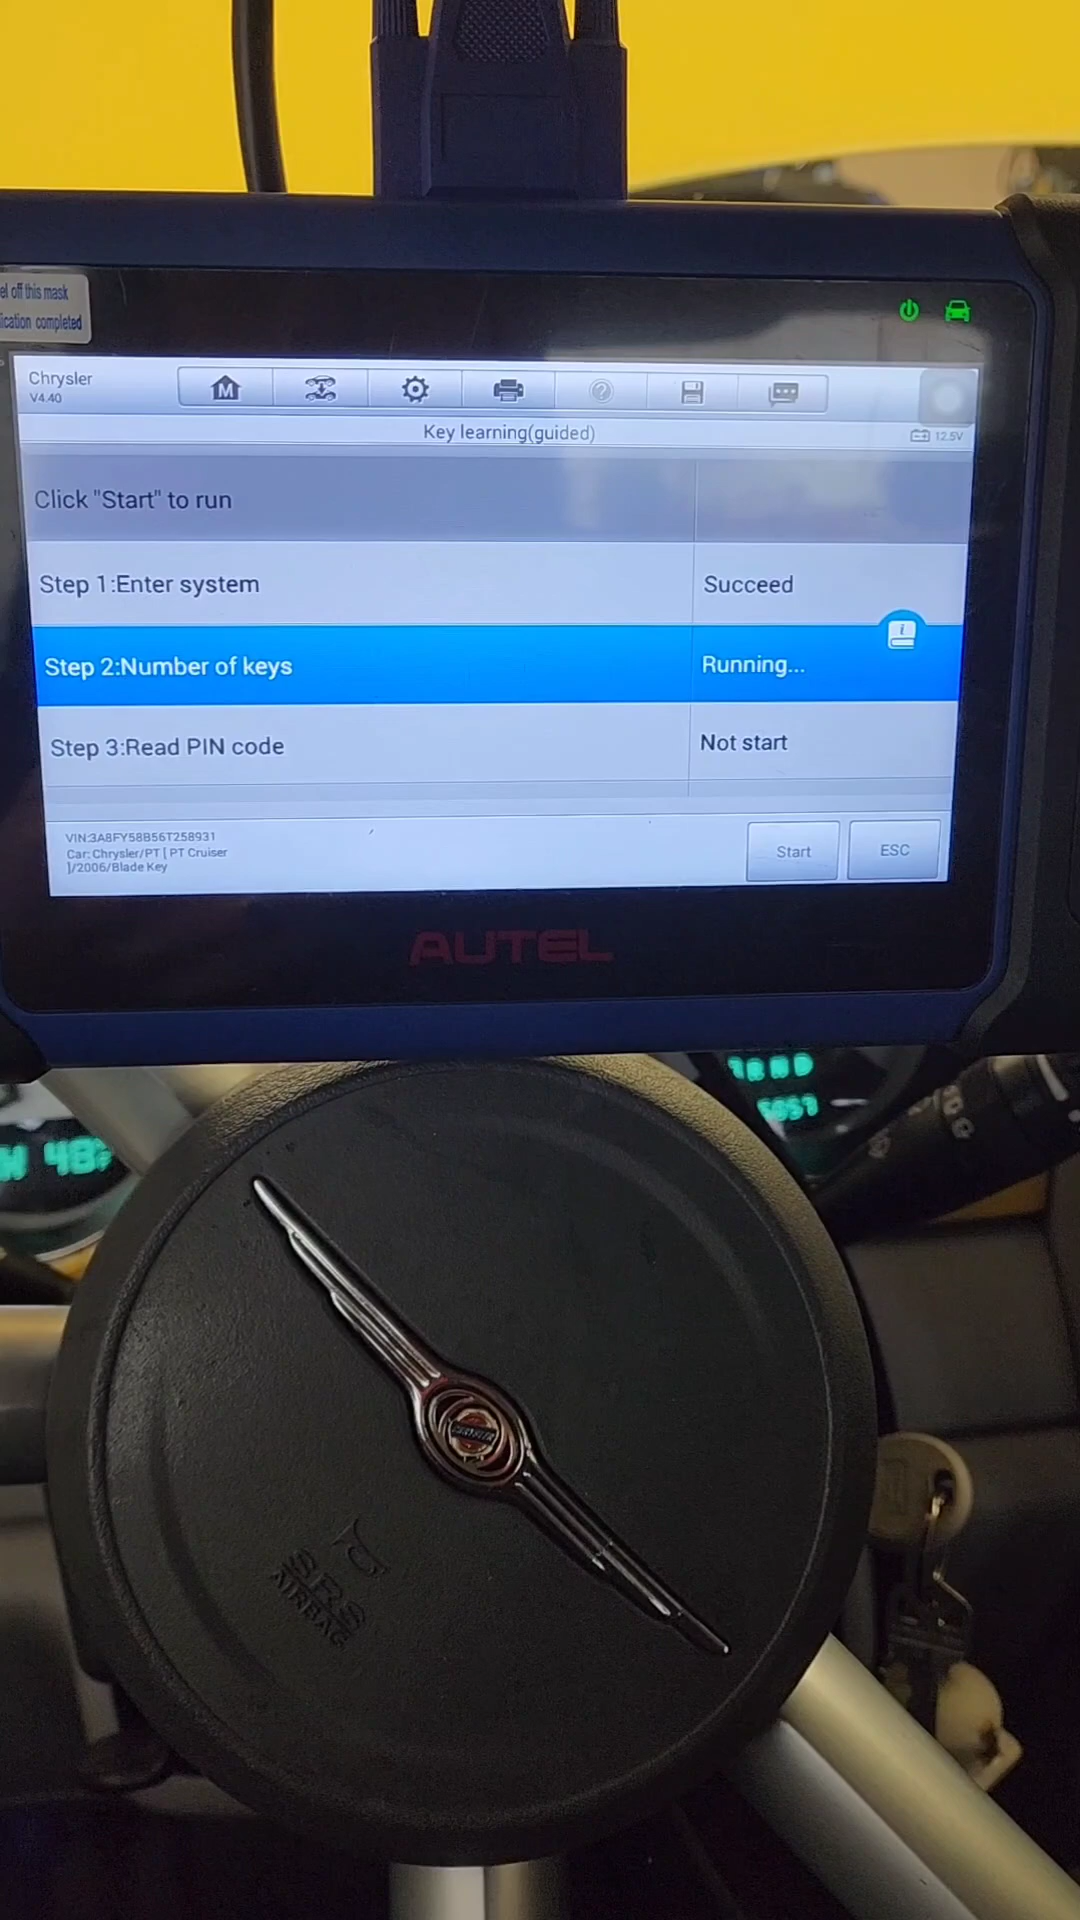 el off this mask
ication completed
Chrysler
V4.40
M
Key learning(guided)
12.5V
Click "Start" to run
Step 1:Enter system
Succeed
i
Step 2:Number of keys
Running...
Step 3:Read PIN code
Not start
VIN:3A8FY58B56T258931
Car: Chrysler/PT [ PT Cruiser
]/2006/Blade Key
Start
ESC
AUTEL
CHRYSLER
SRS
AIRBAG